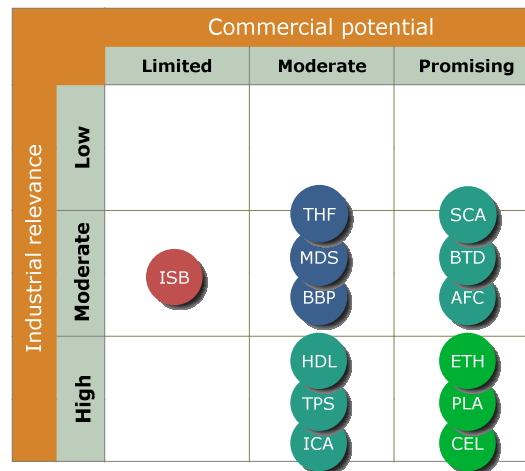 Commercial potential
Limited Moderate Promising
Industrial relevance
Low
THF SCA
Moderate
MDS BTD
ISB
BBP AFC
High
HDL ETH
TPS PLA
ICA CEL